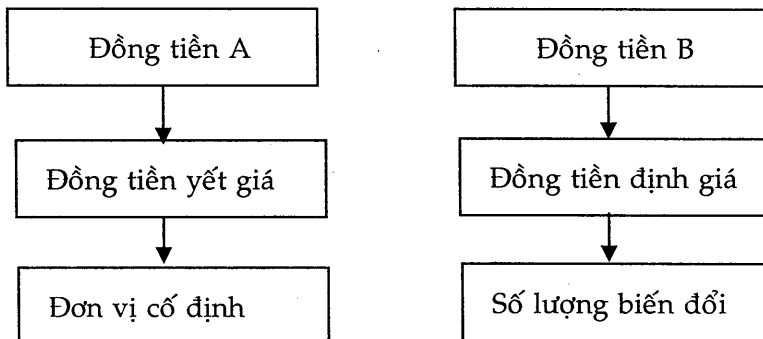 Đồng tiền A
Đồng tiền B
Đồng tiền yết giá
Đồng tiền định giá
Đơn vị cố định
Số lượng biến đổi